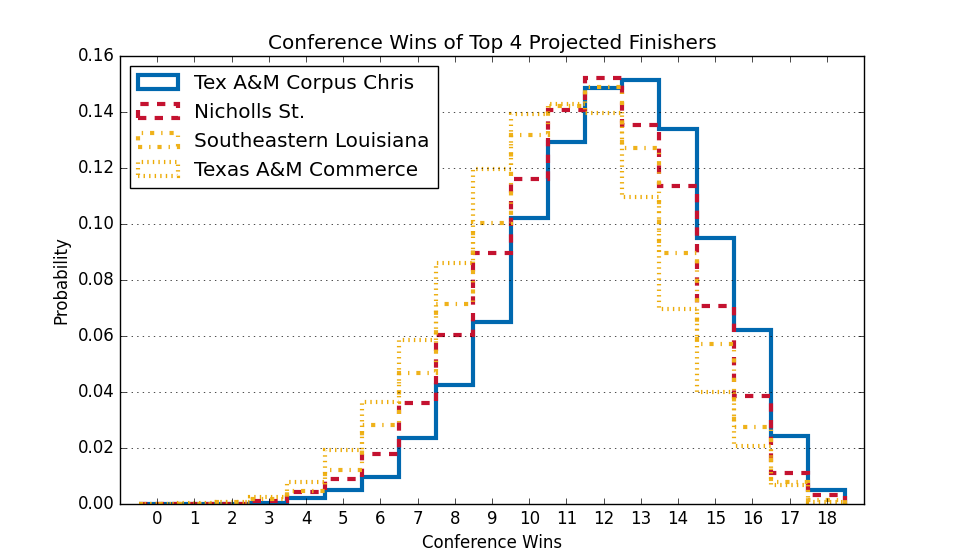 Conference Wins of Top 4 Projected Finishers
0.16
0.14
0.12
0.10
0.08
0.06
0.04
0.02
0.00
Probability
Tex A&M Corpus Chris
Nicholls St.
Southeastern Louisiana
Texas A&M Commerce
0 1 2 3 4 5 6 7 8 9 10 11 12 13 14 15 16 17 18
Conference Wins